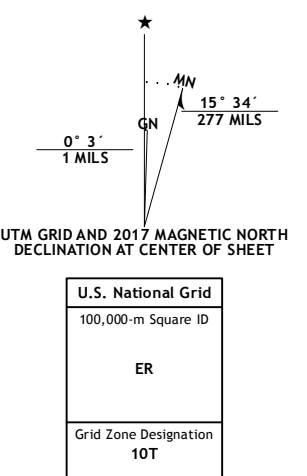 ★
MN
15° 34´
277 MILS
GN
0° 3´
1 MILS
UTM GRID AND 2017 MAGNETIC NORTH
DECLINATION AT CENTER OF SHEET
U.S. National Grid
100,000-m Square ID
ER
Grid Zone Designation
10T